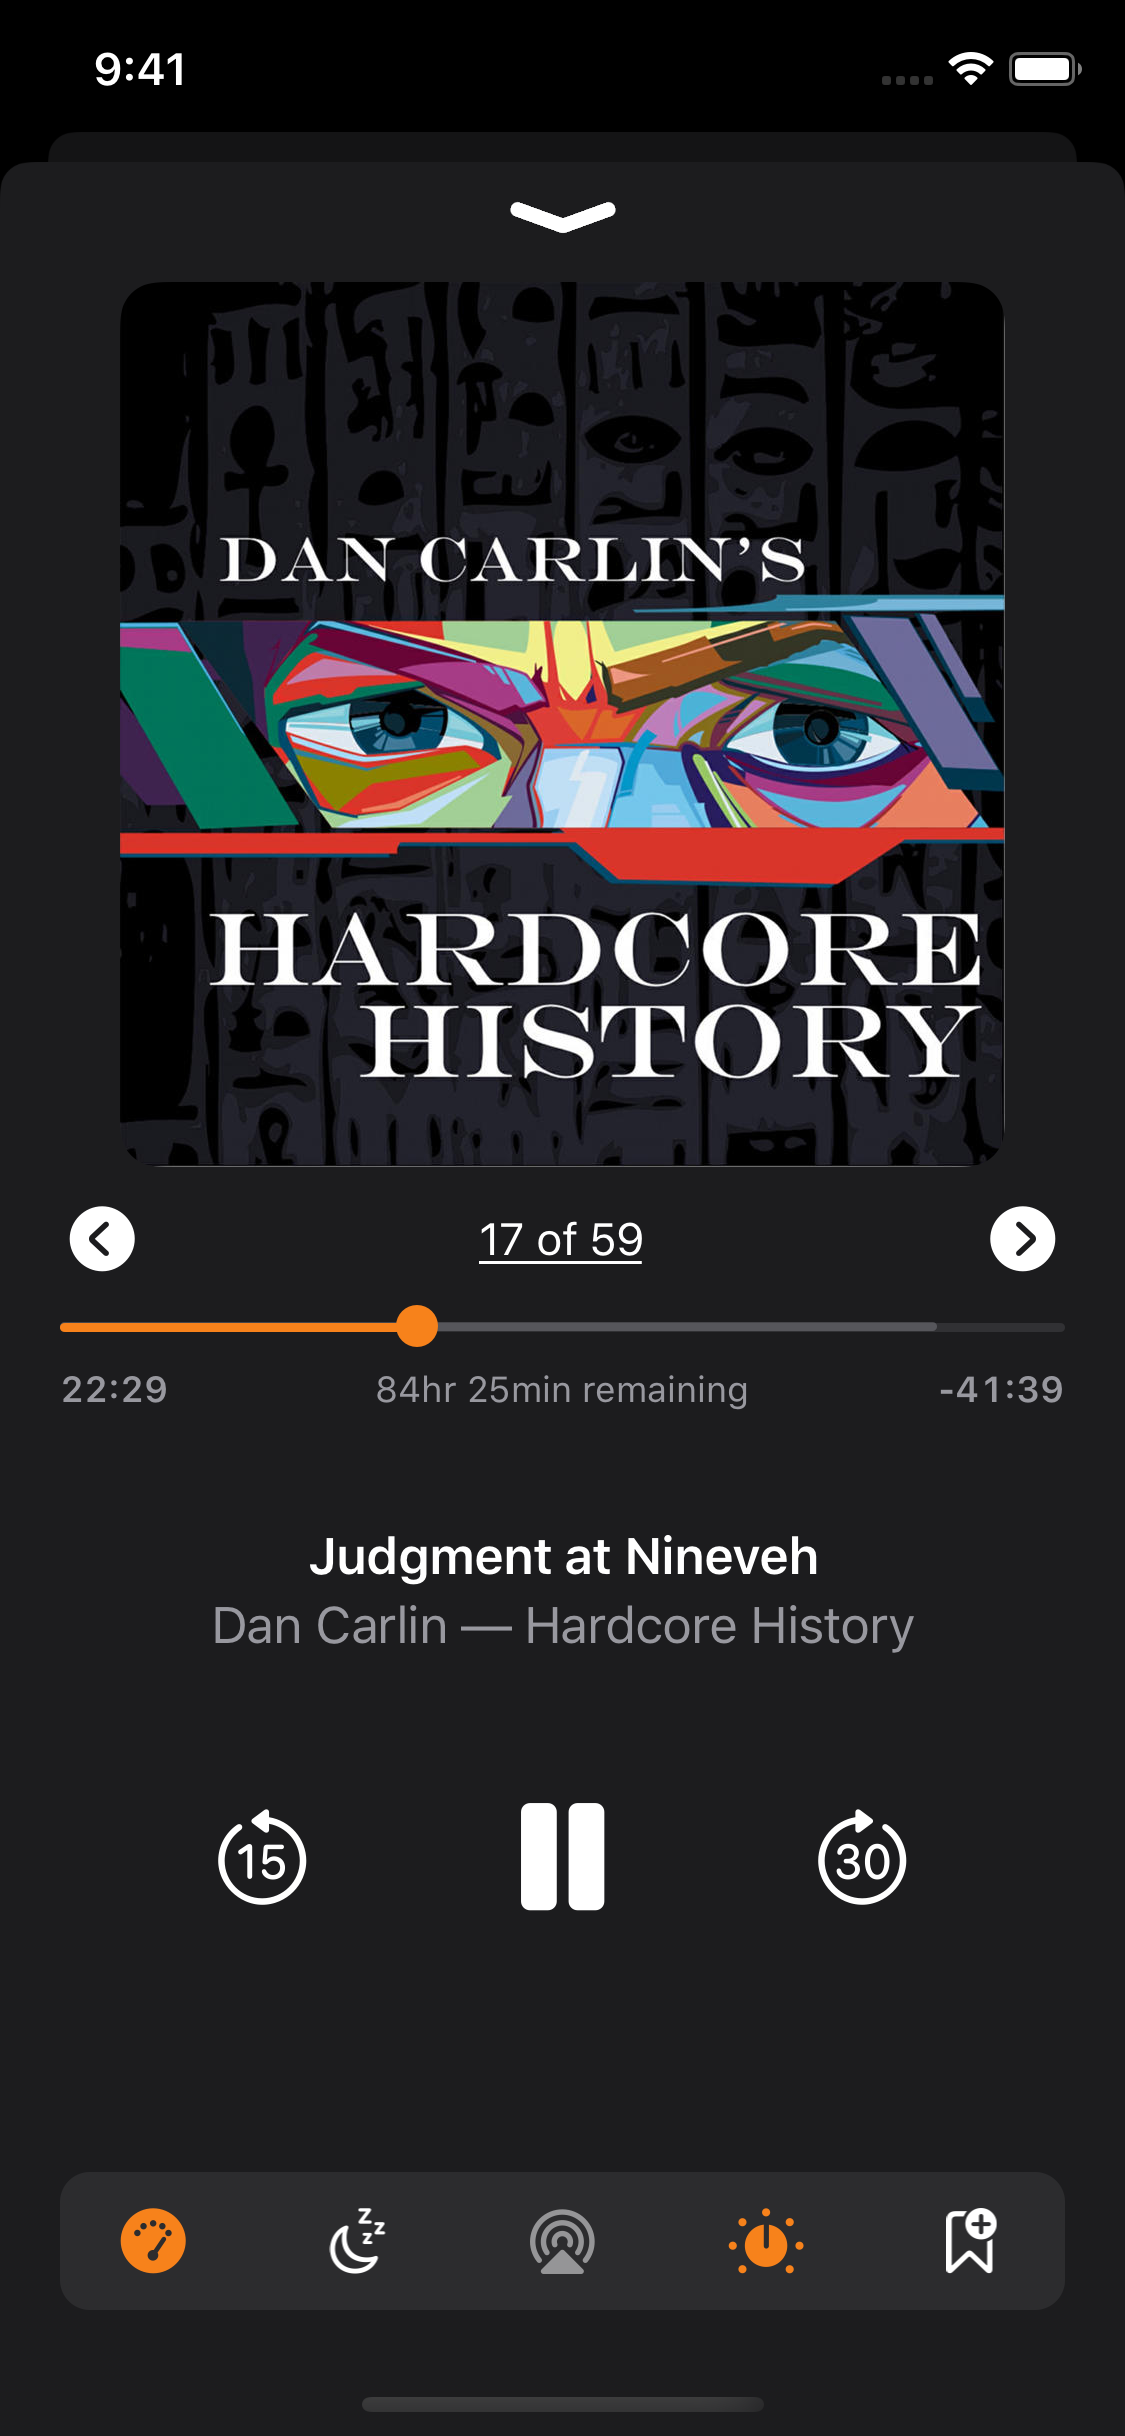 9:41
DAN CARLIN'S
HARDCORE
HISTORY
17 of 59
22:29 84hr 25min remaining -41:39
Judgment at Nineveh
Dan Carlin — Hardcore History
15 30
z z z